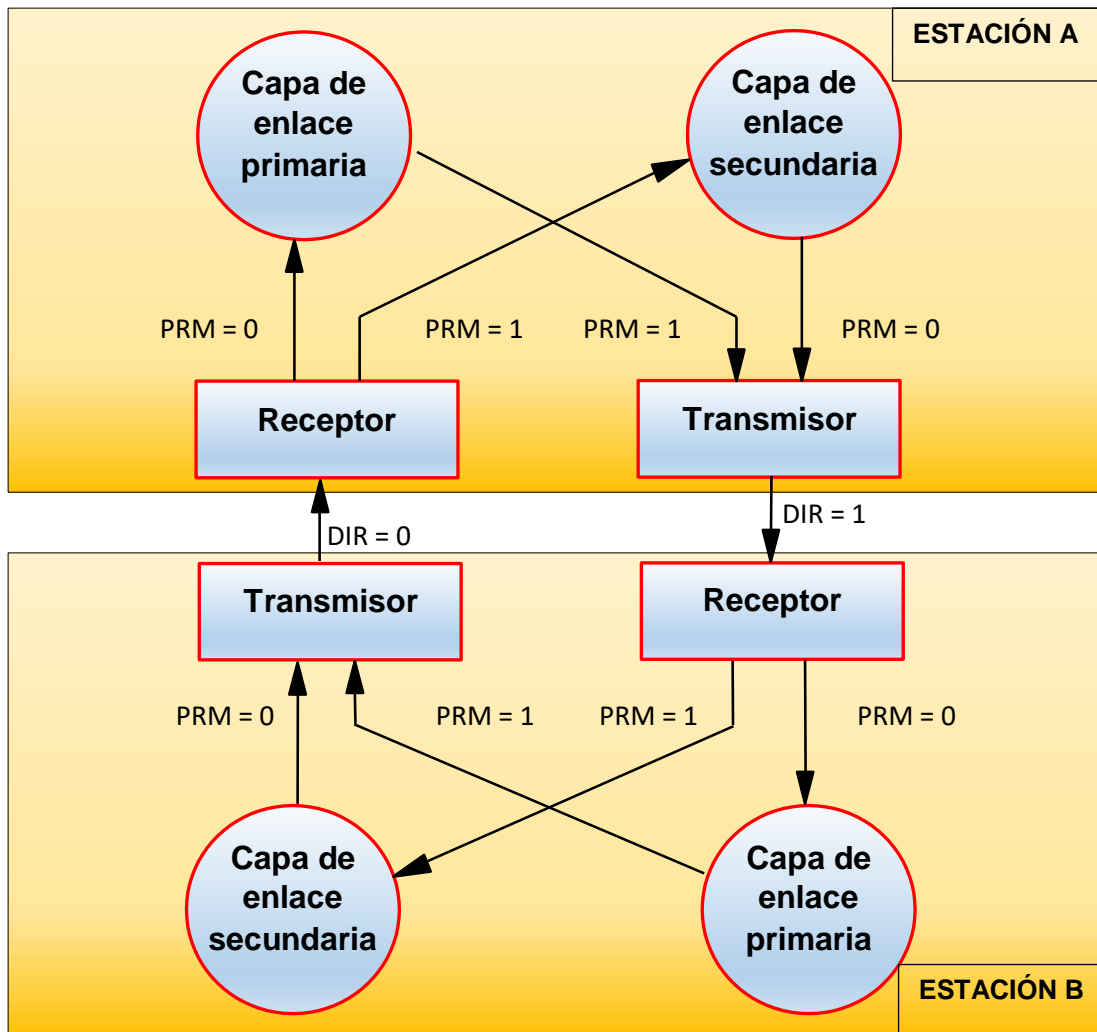 ESTACIÓN A
Capa de
enlace
primaria
Capa de
enlace
secundaria
PRM = 0
PRM = 1
PRM = 1
PRM = 0
Receptor
Transmisor
DIR = 0
DIR = 1
Transmisor
Receptor
PRM = 0
PRM = 1
PRM = 1
PRM = 0
Capa de
enlace
secundaria
Capa de
enlace
primaria
ESTACIÓN B